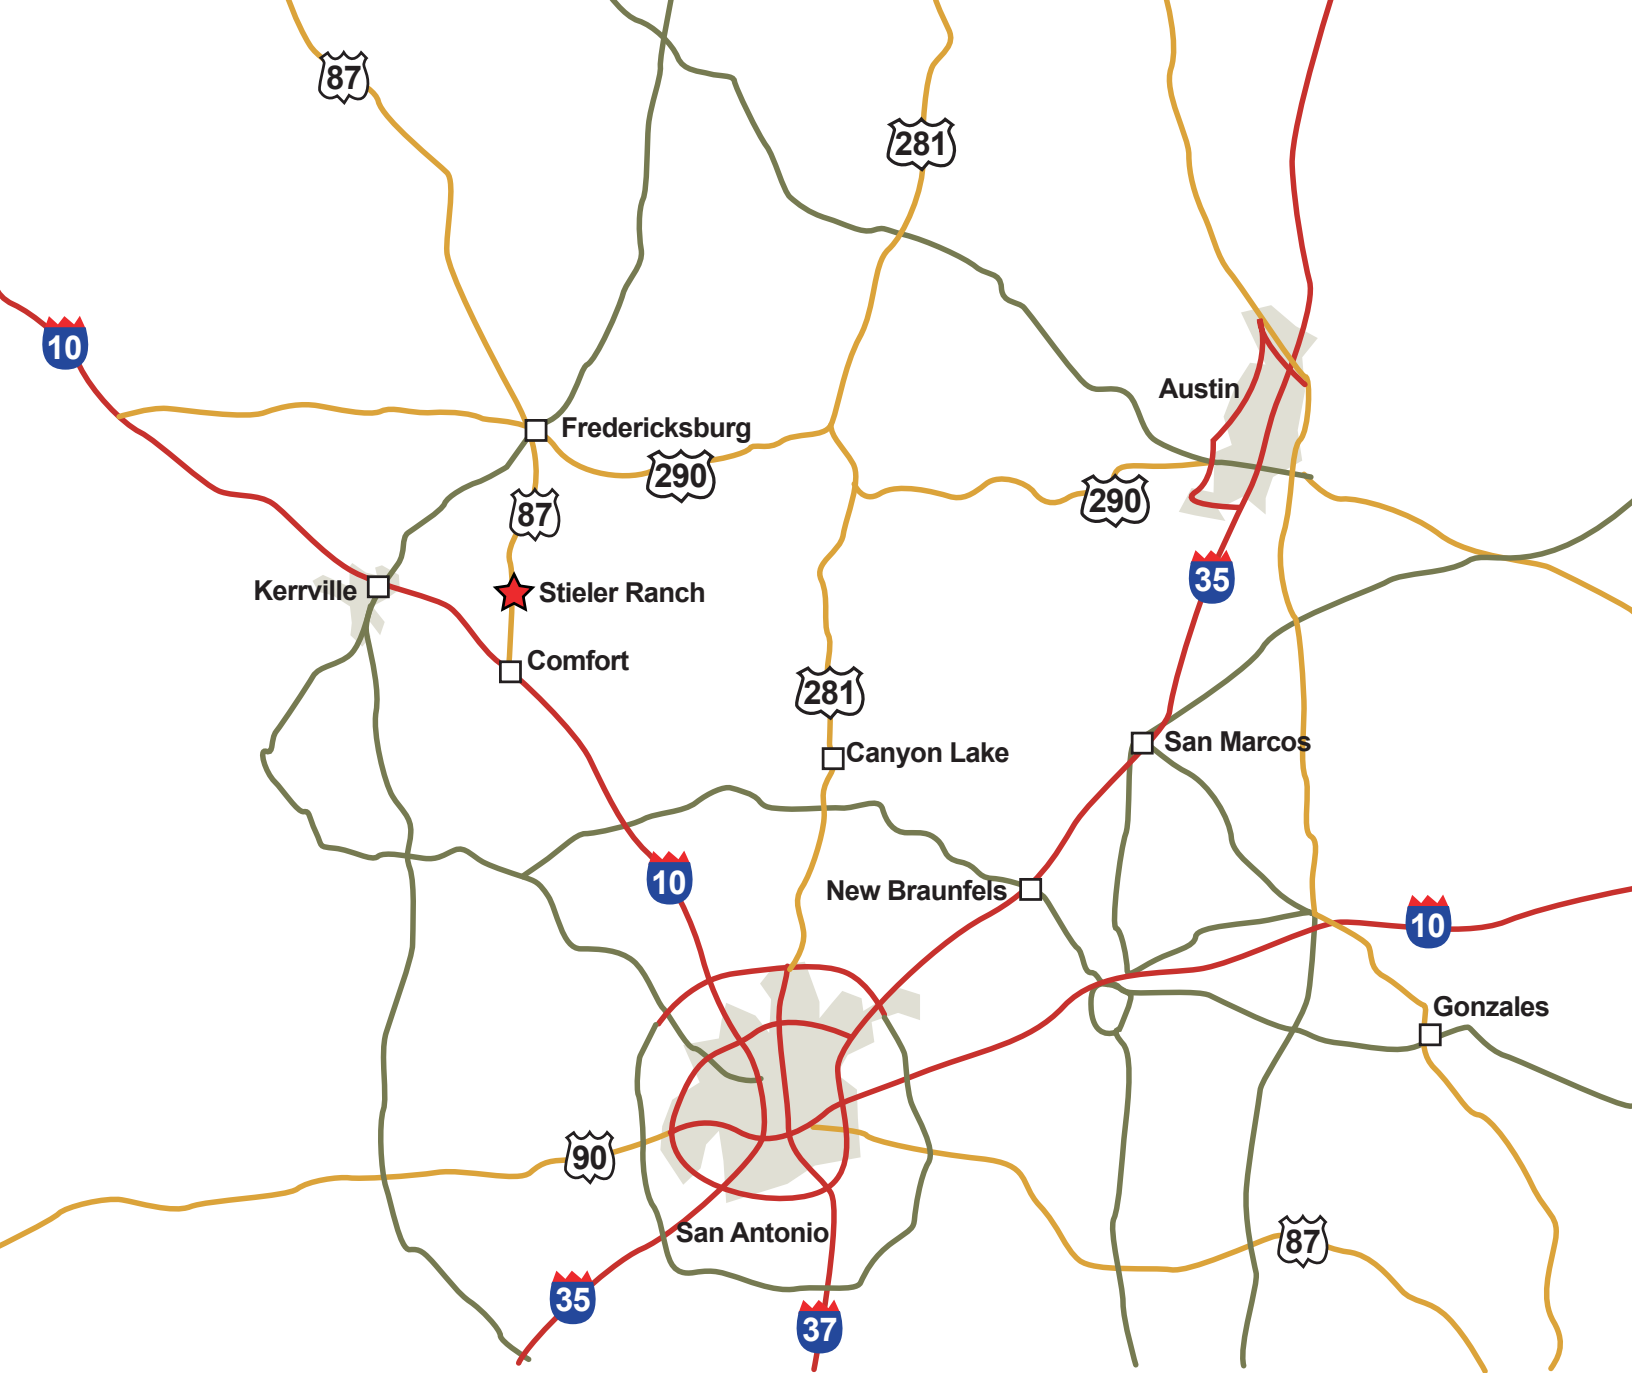 87
281
10
Austin
Fredericksburg
290
290
87
35
Kerrville
Stieler Ranch
Comfort
281
San Marcos
Canyon Lake
10
New Braunfels
10
Gonzales
90
San Antonio
87
35
37